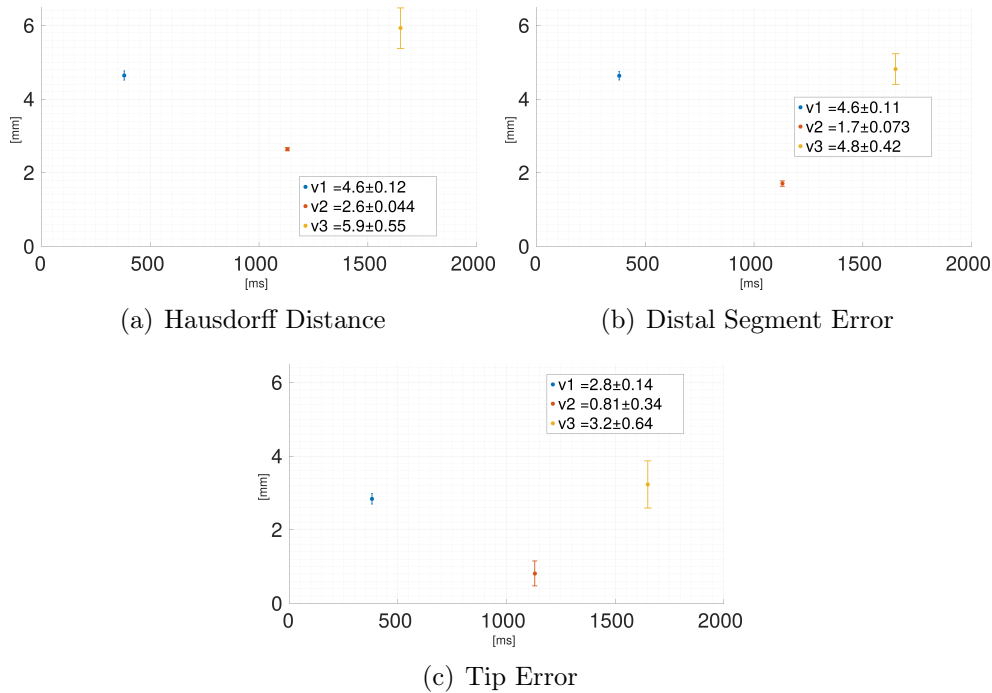 6
4
[mm]
2
0
v1 =4.6±0.12
v2 =2.6±0.044
v3 =5.9±0.55
0 500 1000 1500 2000
[ms]
(a) Hausdorff Distance
6
4
[mm]
2
0
v1 =4.6±0.11
v2 =1.7±0.073
v3 =4.8±0.42
0 500 1000 1500 2000
[ms]
(b) Distal Segment Error
6
4
[mm]
2
0
v1 =2.8±0.14
v2 =0.81±0.34
v3 =3.2±0.64
0 500 1000 1500 2000
[ms]
(c) Tip Error